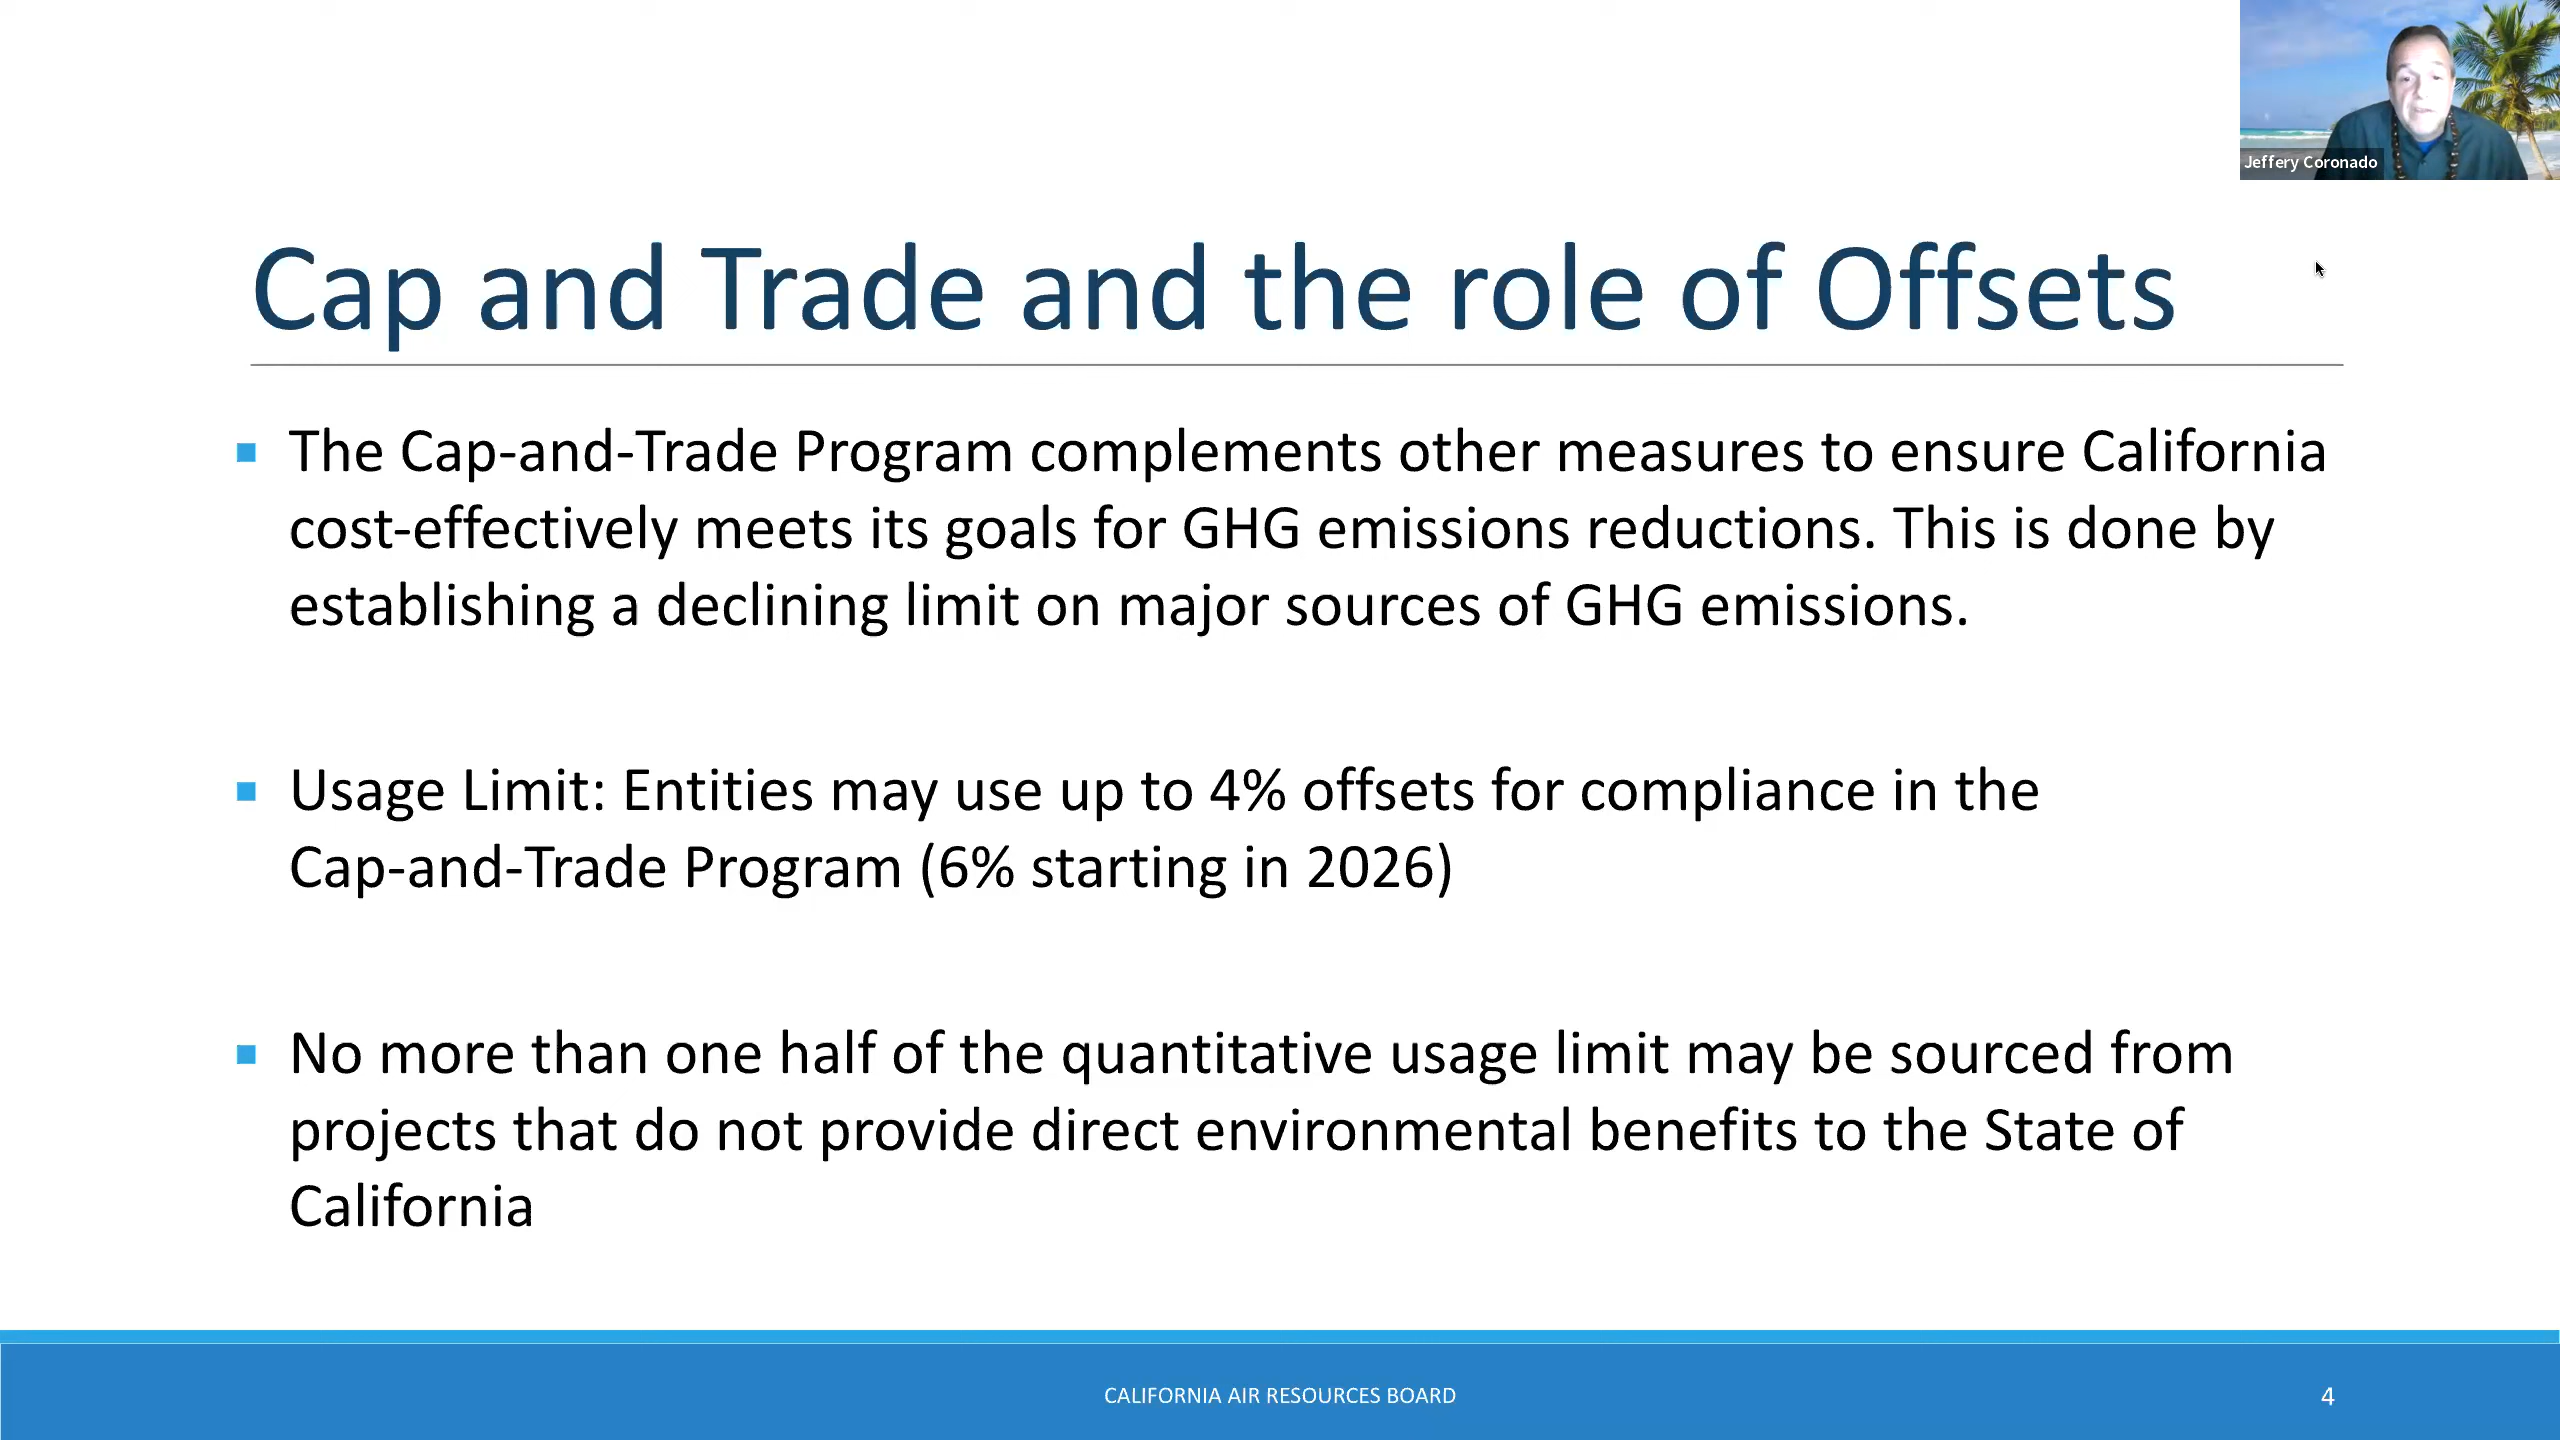 Jeffery Coronado
Cap and Trade and the role of Offsets
The Cap-and-Trade Program complements other measures to ensure California
cost-effectively meets its goals for GHG emissions reductions. This is done by
establishing a declining limit on major sources of GHG emissions.
Usage Limit: Entities may use up to 4% offsets for compliance in the
Cap-and-Trade Program (6% starting in 2026)
No more than one half of the quantitative usage limit may be sourced from
projects that do not provide direct environmental benefits to the State of
California
CALIFORNIA AIR RESOURCES BOARD
4